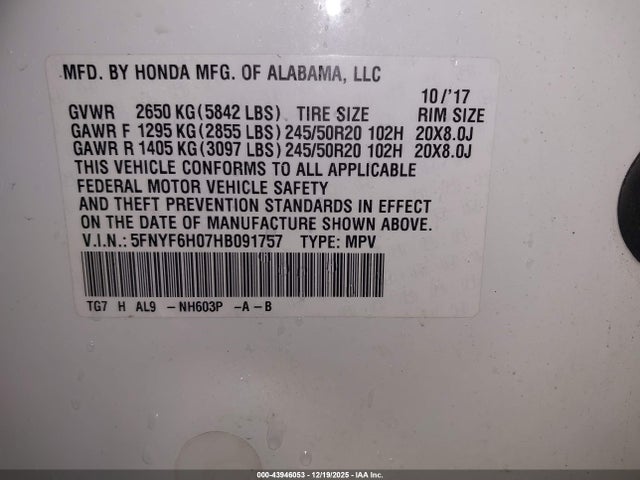 MFD. BY HONDA MFG. OF ALABAMA, LLC
10/'17
GVWR 2650 KG(5842 LBS) TIRE SIZE RIM SIZE
GAWR F 1295 KG(2855 LBS) 245/50R20 102H 20X8.0J
GAWR R 1405 KG(3097 LBS) 245/50R20 102H 20X8.0J
THIS VEHICLE CONFORMS TO ALL APPLICABLE
FEDERAL MOTOR VEHICLE SAFETY
AND THEFT PREVENTION STANDARDS IN EFFECT
ON THE DATE OF MANUFACTURE SHOWN ABOVE.
V.I.N.: 5FNYF6H07HB091757 TYPE: MPV
TG7 H AL9 -NH603P -A-B
000-43946053 - 12/19/2025 - IAA Inc.